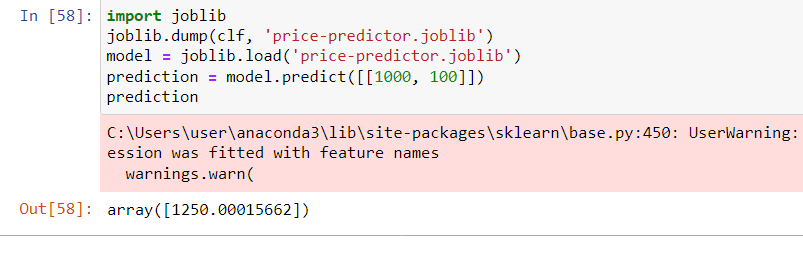 In [58]: import joblib
joblib.dump(clf, 'price-predictor.joblib')
model = joblib.load('price-predictor.joblib')
prediction = model.predict([[1000, 100]])
prediction
C:\Users\user\anaconda3\lib\site-packages\sklearn\base.py:450: UserWarning:
ession was fitted with feature names
warnings.warn(
Out[58]: array([1250.00015662])